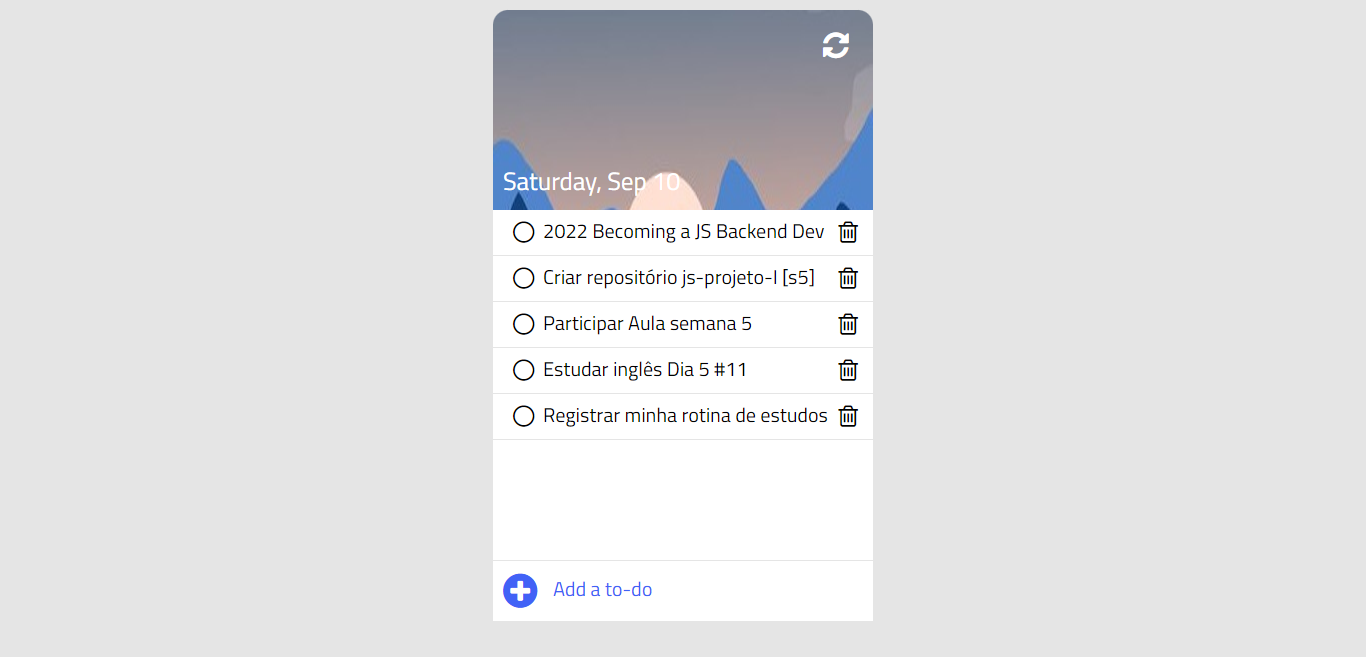 Saturday, Sep 10
2022 Becoming a JS Backend Dev
Criar repositório js-projeto-I [s5]
Participar Aula semana 5
Estudar inglês Dia 5 #11
Registrar minha rotina de estudos
Add a to-do